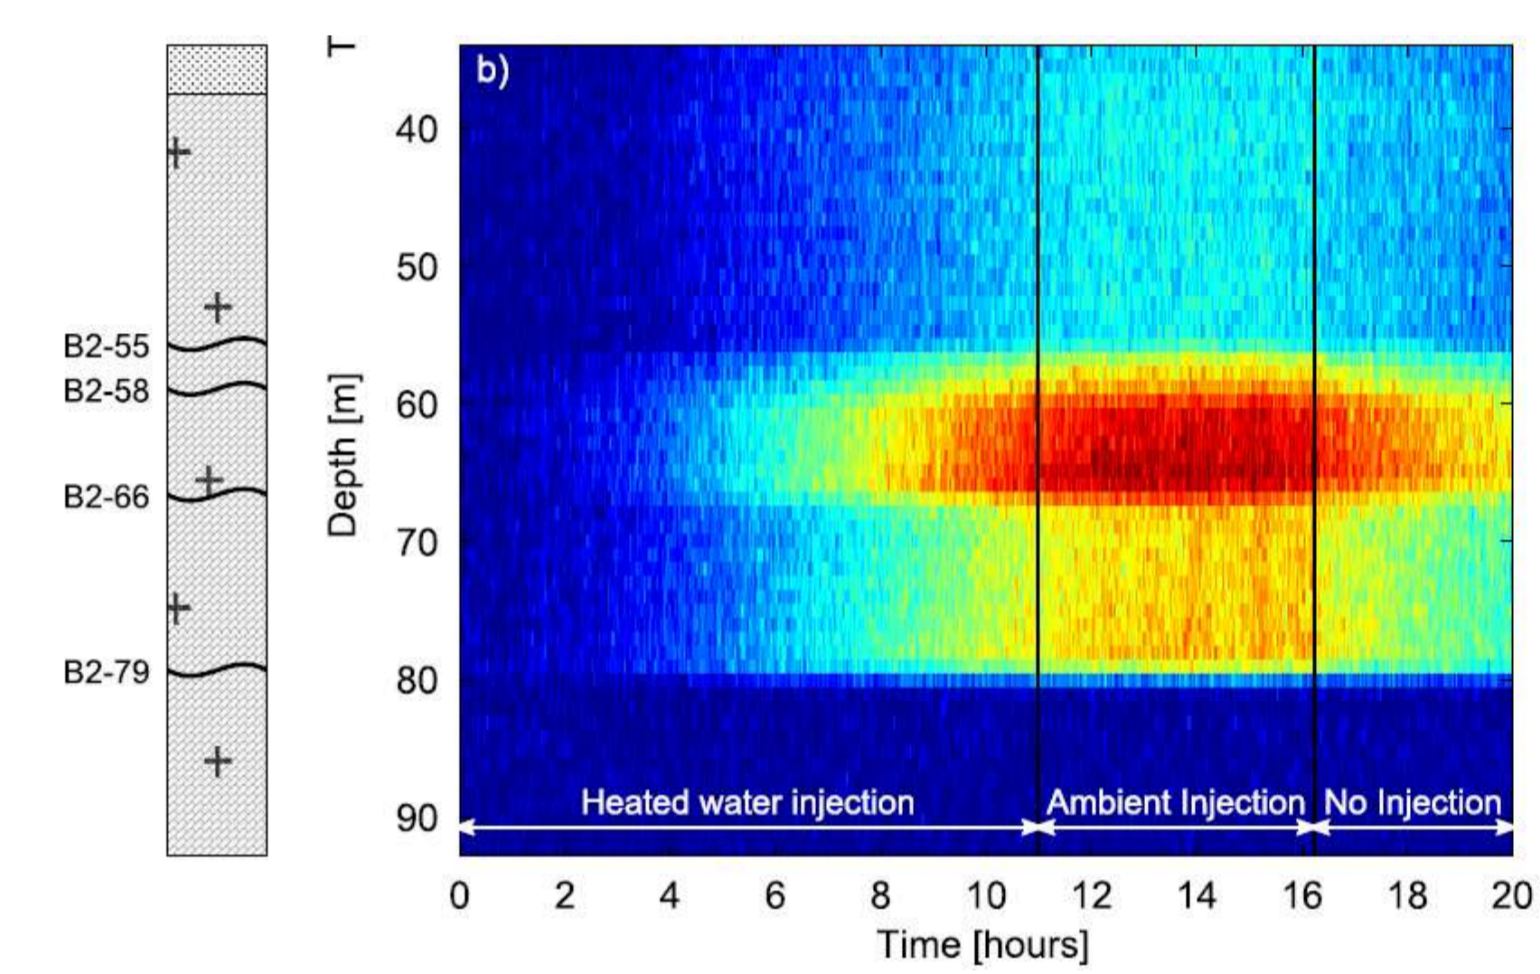 T
b)
40
50
60
70
80
90
Depth [m]
B2-55
B2-58
B2-66
B2-79
Heated water injection
Ambient Injection
No Injection
0 2 4 6 8 10 12 14 16 18 20
Time [hours]